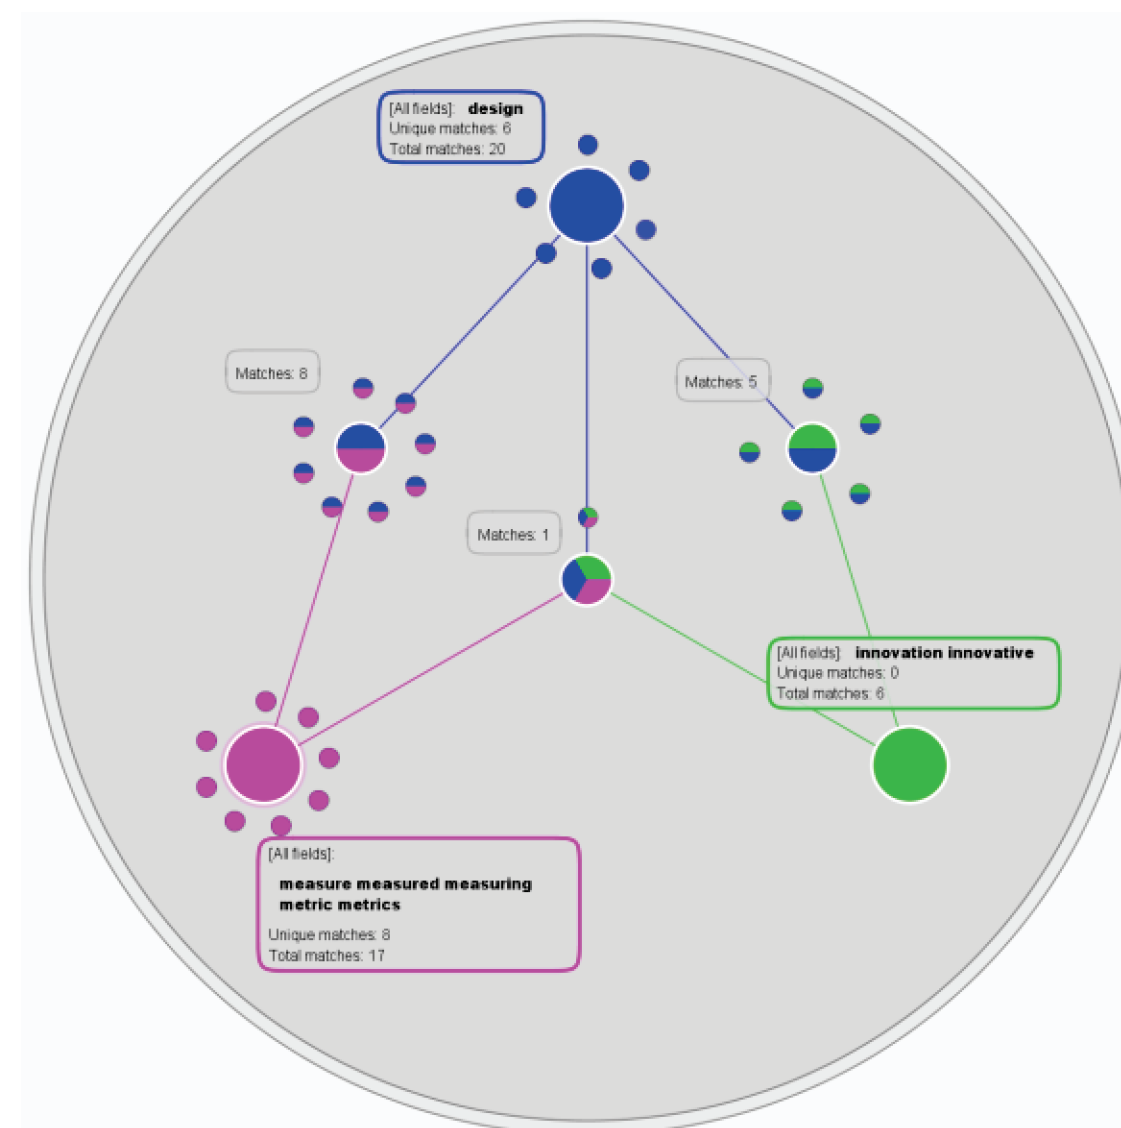 [All fields]: design
Unique matches: 6
Total matches: 20
Matches: 8
Matches: 5
Matches: 1
[All fields]: innovation innovative
Unique matches: 0
Total matches: 6
[All fields]:
measure measured measuring
metric metrics
Unique matches: 8
Total matches: 17